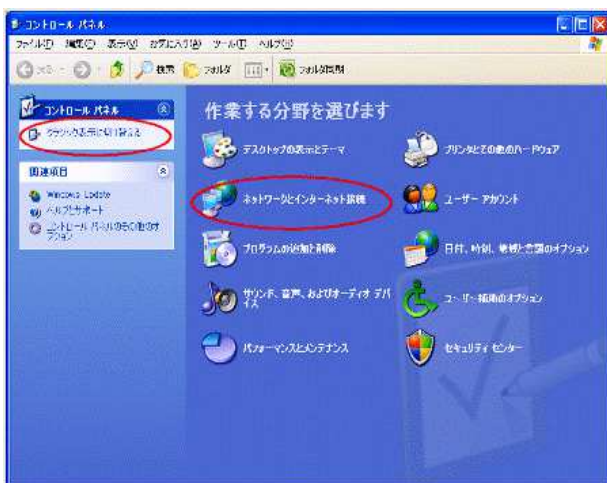 コントロール パネル
ファイル(F) 編集(E) 表示(V) お気に入り(A) ツール(T) ヘルプ(H)
戻る 検索 フォルダ フォルダの同期
コントロール パネル
クラシック表示に切り替える
関連項目
Windows Update
ヘルプとサポート
コントロール パネルのその他のオ
プション
作業する分野を選びます
デスクトップの表示とテーマ
プリンタとその他のハードウェア
ネットワークとインターネット接続
ユーザー アカウント
プログラムの追加と削除
日付、時刻、地域と言語のオプション
サウンド、音声、およびオーディオ デバ
イス
ユーザー補助のオプション
パフォーマンスとメンテナンス
セキュリティ センター